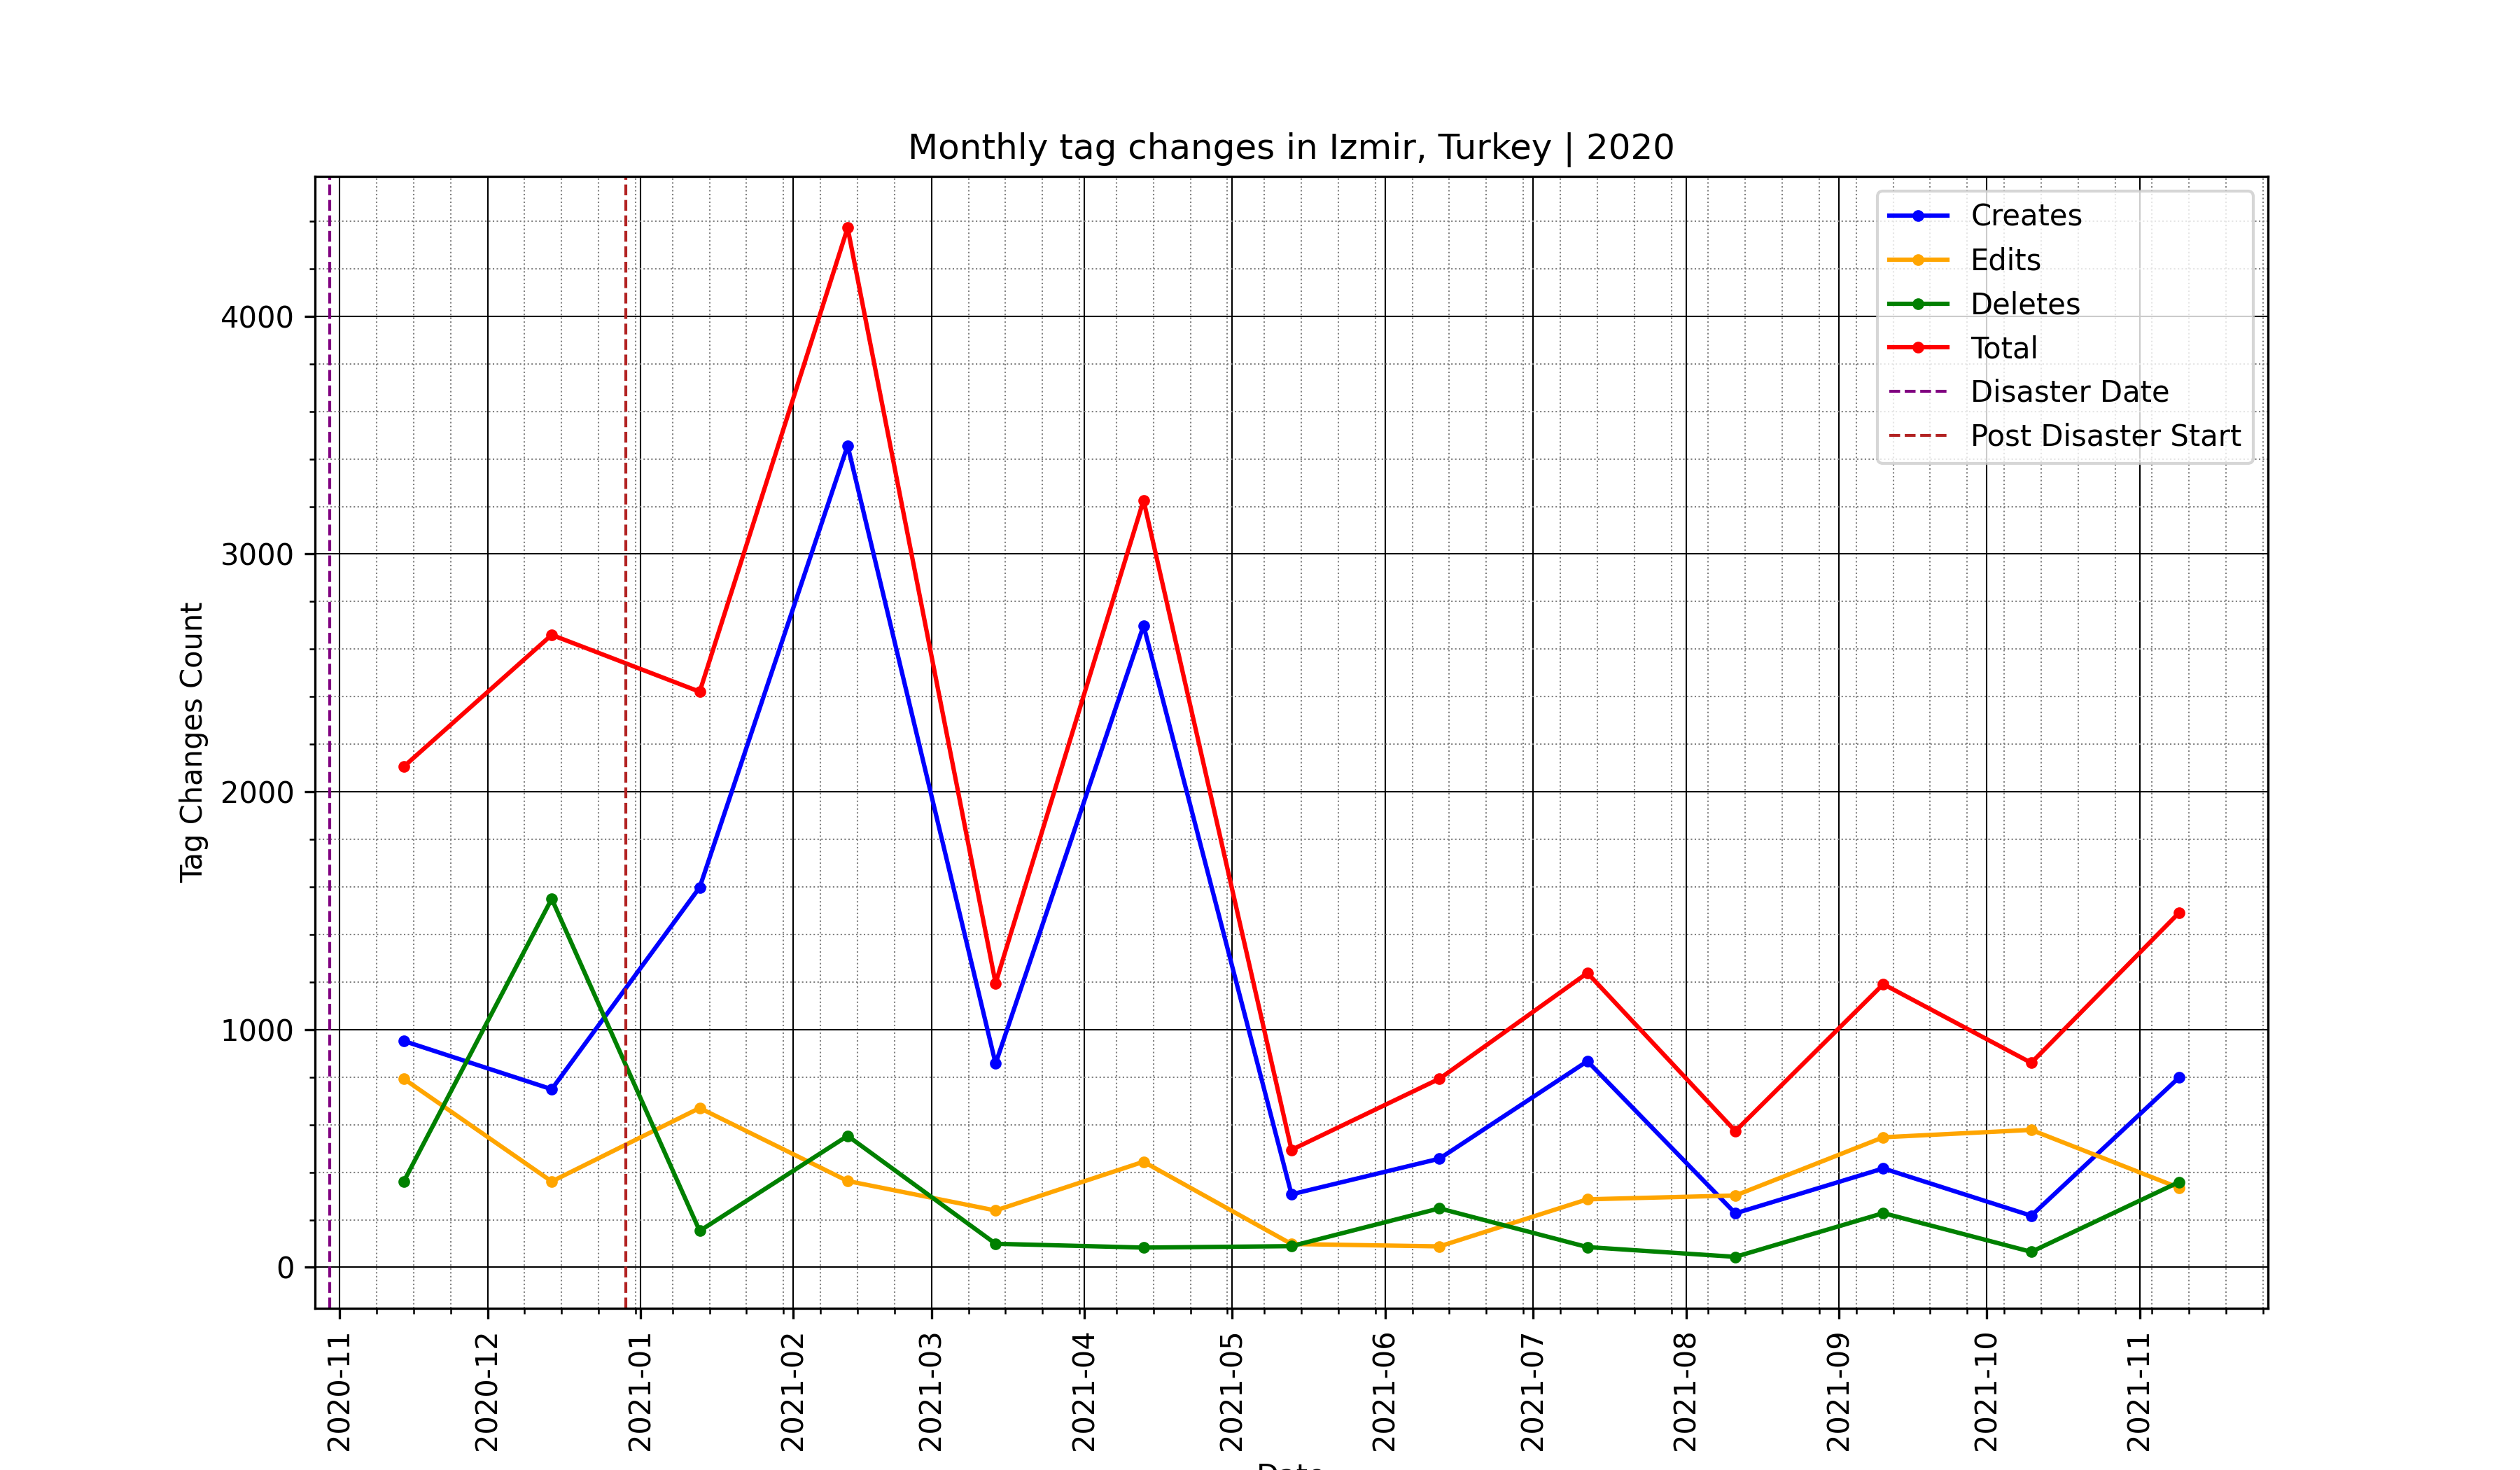 Monthly tag changes in Izmir, Turkey | 2020
Creates
Edits
Deletes
Total
Disaster Date
Post Disaster Start
Tag Changes Count
4000
3000
2000
1000
0
2020-11
2020-12
2021-01
2021-02
2021-03
2021-04
2021-05
2021-06
2021-07
2021-08
2021-09
2021-10
2021-11
Date